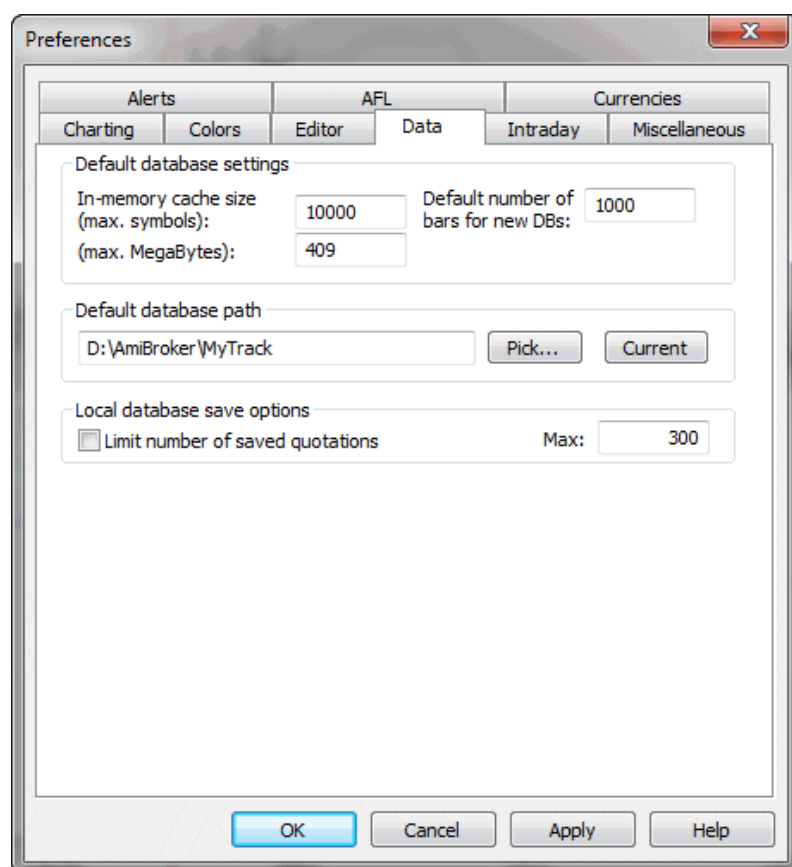 Preferences
Alerts AFL Currencies
Charting Colors Editor Data Intraday Miscellaneous
Default database settings
In-memory cache size
(max. symbols): 10000
Default number of
bars for new DBs: 1000
(max. MegaBytes): 409
Default database path
D:\AmiBroker\MyTrack Pick... Current
Local database save options
Limit number of saved quotations Max: 300
OK Cancel Apply Help